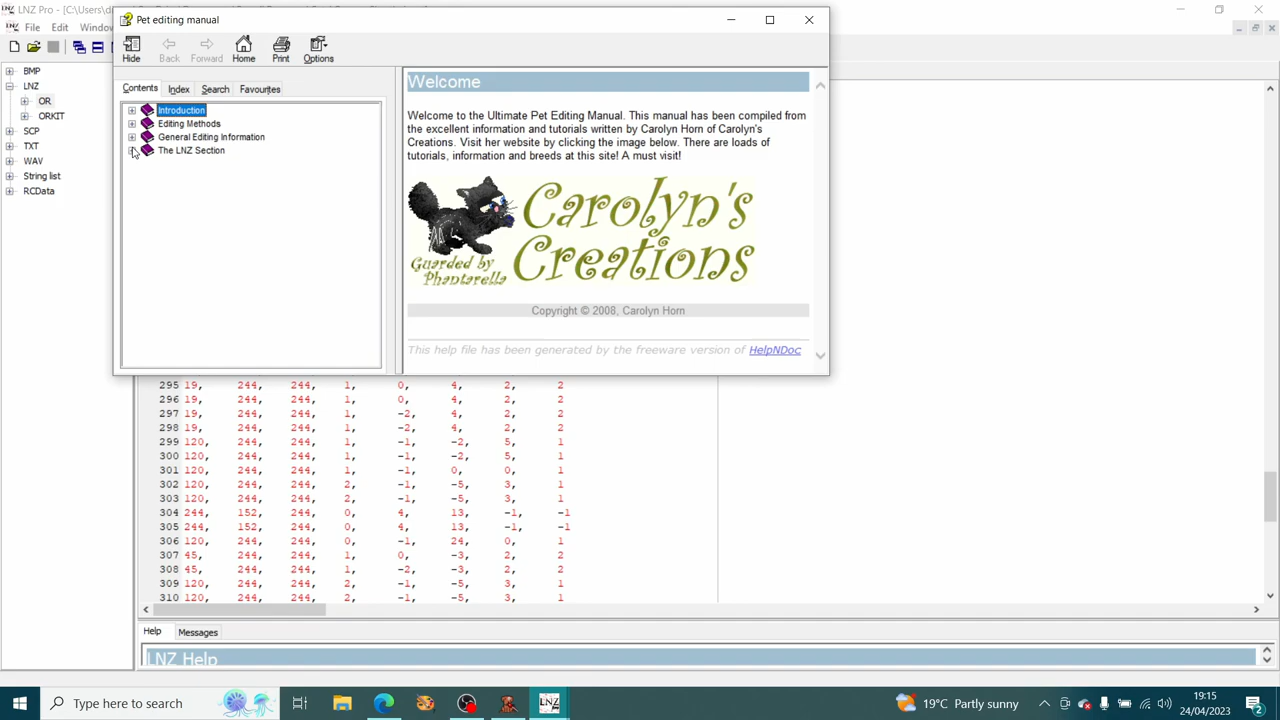 LNZ Pro - [C:\Users\d
Pet editing manual
LNZ File Edit Window
Hide Back Forward Home Print Options
Contents Index Search Favourites
BMP
LNZ
OR
ORKIT
SCP
TXT
WAV
String list
RCData
Introduction
Editing Methods
General Editing Information
The LNZ Section
Welcome
Welcome to the Ultimate Pet Editing Manual. This manual has been compiled from
the excellent information and tutorials written by Carolyn Horn of Carolyn's
Creations. Visit her website by clicking the image below. There are loads of
tutorials, information and breeds at this site! A must visit!
Carolyn's
Creations
Guarded by
Phantarella
Copyright © 2008, Carolyn Horn
This help file has been generated by the freeware version of HelpNDoc
295 19, 244, 244, 1, 0, 4, 2, 2
296 19, 244, 244, 1, 0, 4, 2, 2
297 19, 244, 244, 1, -2, 4, 2, 2
298 19, 244, 244, 1, -2, 4, 2, 2
299 120, 244, 244, 1, -1, -2, 5, 1
300 120, 244, 244, 1, -1, -2, 5, 1
301 120, 244, 244, 1, -1, 0, 0, 1
302 120, 244, 244, 2, -1, -5, 3, 1
303 120, 244, 244, 2, -1, -5, 3, 1
304 244, 152, 244, 0, 4, 13, -1, -1
305 244, 152, 244, 0, 4, 13, -1, -1
306 120, 244, 244, 0, -1, 24, 0, 1
307 45, 244, 244, 1, 0, -3, 2, 2
308 45, 244, 244, 1, -2, -3, 2, 2
309 120, 244, 244, 2, -1, -5, 3, 1
310 120, 244, 244, 2, -1, -5, 3, 1
Help Messages
LNZ Help
Type here to search
LNZ
19°C Partly sunny
19:15
24/04/2023
2